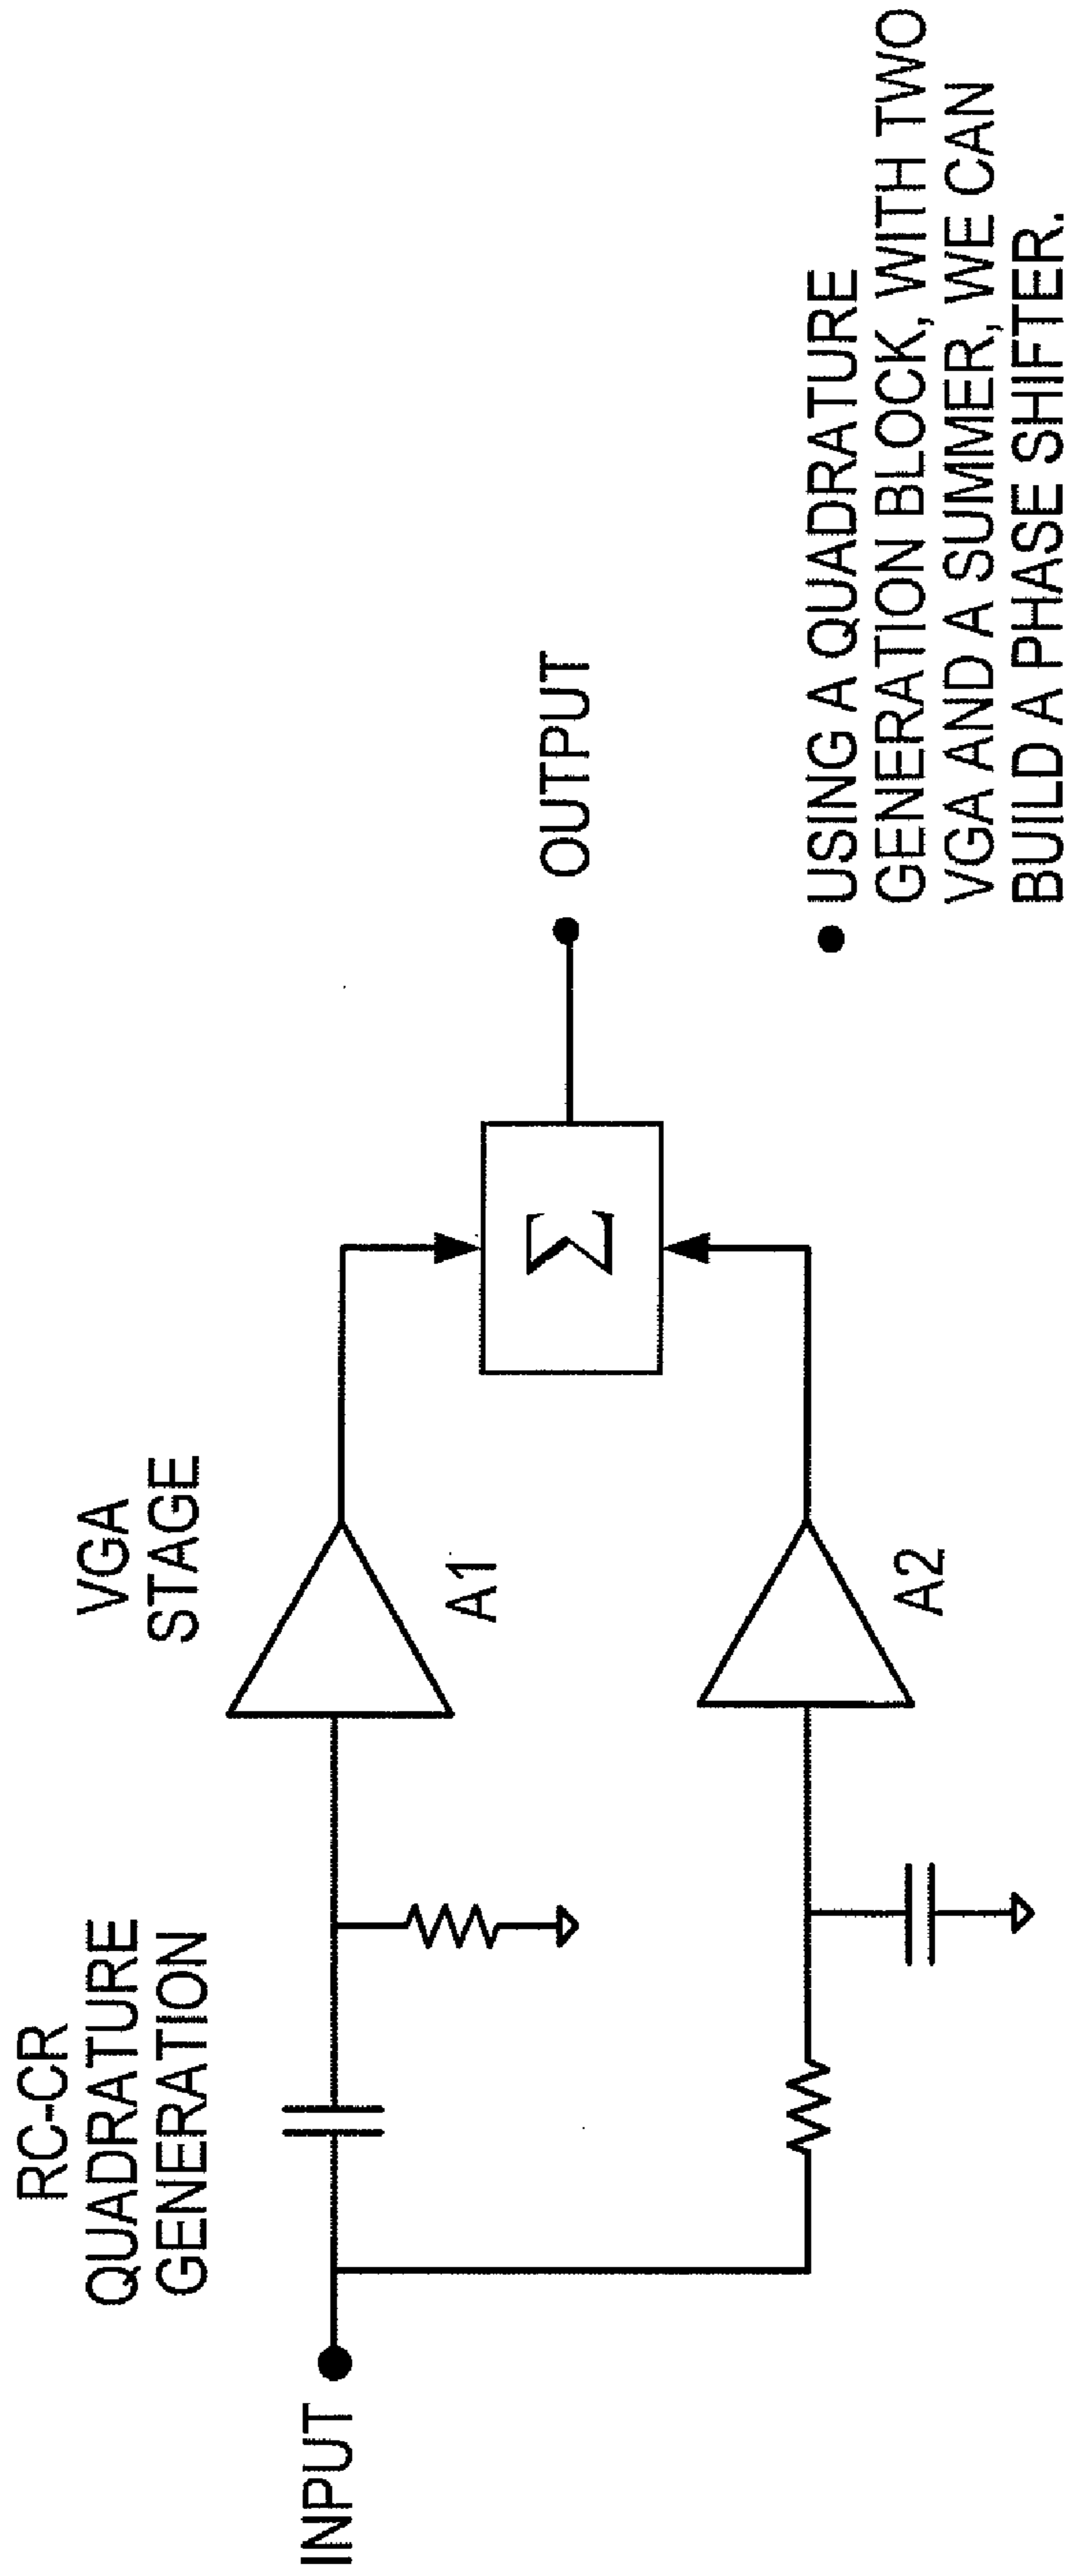 RC-CR
QUADRATURE
GENERATION
VGA
STAGE
INPUT
A1
Σ
OUTPUT
A2
● USING A QUADRATURE
GENERATION BLOCK, WITH TWO
VGA AND A SUMMER, WE CAN
BUILD A PHASE SHIFTER.